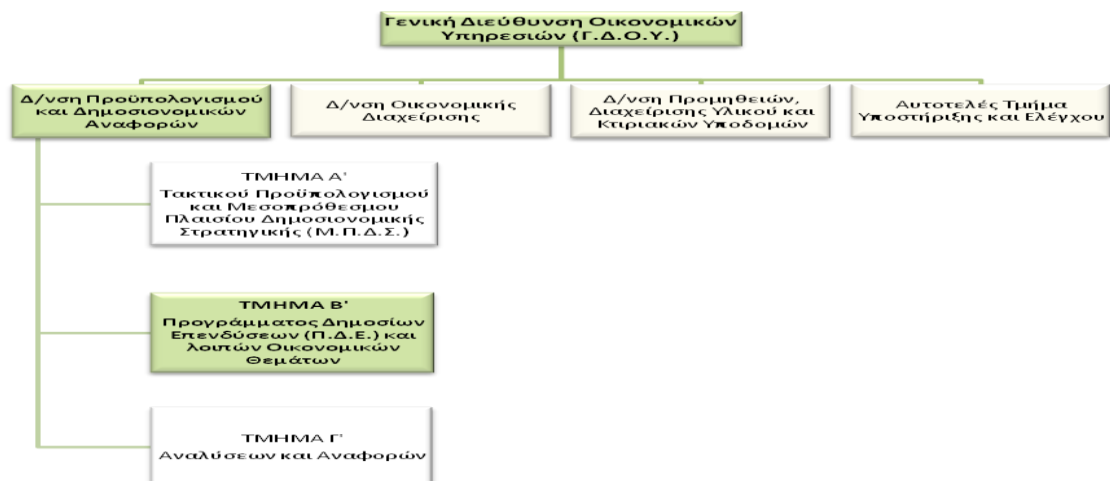 Γενική Διεύθυνση Οικονομικών
Υπηρεσιών (Γ.Δ.Ο.Υ.)
Δ/νση Προϋπολογισμού
και Δημοσιονομικών
Αναφορών
Δ/νση Οικονομικής
Διαχείρισης
Δ/νση Προμηθειών,
Διαχείρισης Υλικού και
Κτιριακών Υποδομών
Αυτοτελές Τμήμα
Υποστήριξης και Ελέγχου
ΤΜΗΜΑ Α'
Τακτικού Προϋπολογισμού
και Μεσοπρόθεσμου
Πλαισίου Δημοσιονομικής
Στρατηγικής (Μ.Π.Δ.Σ.)
ΤΜΗΜΑ Β'
Προγράμματος Δημοσίων
Επενδύσεων (Π.Δ.Ε.) και
λοιπών Οικονομικών
Θεμάτων
ΤΜΗΜΑ Γ'
Αναλύσεων και Αναφορών